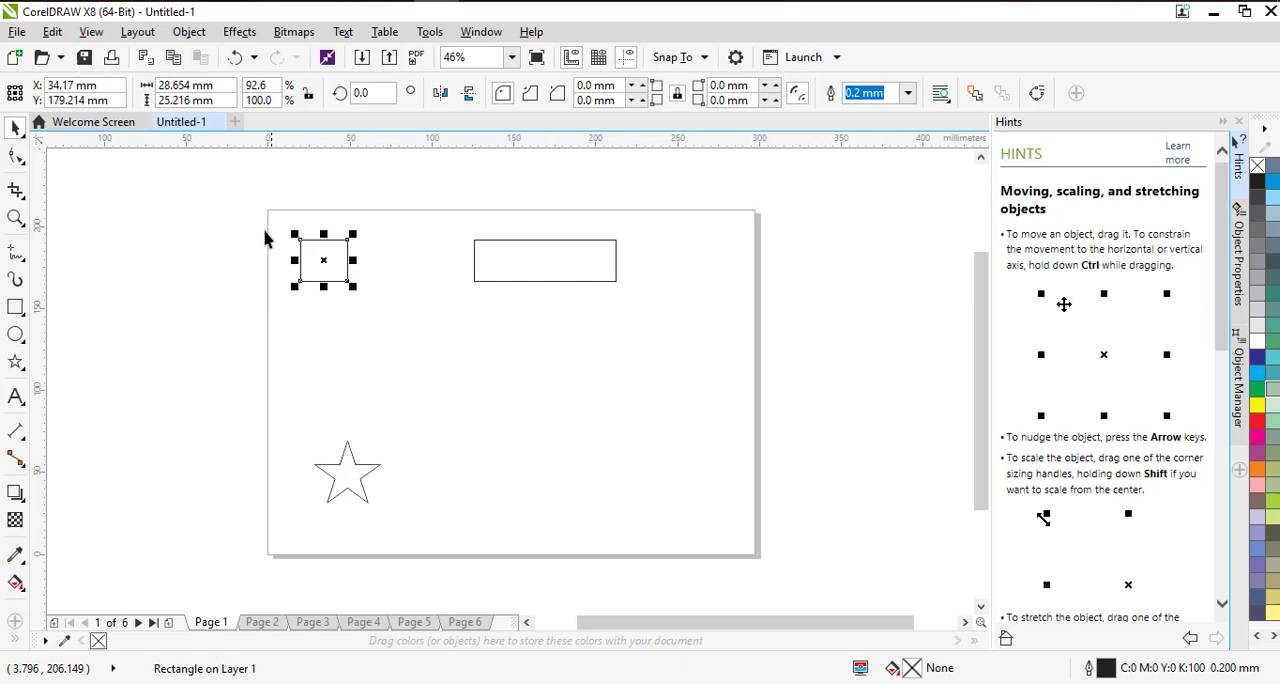 CorelDRAW X8 (64-Bit) - Untitled-1
File Edit View Layout Object Effects Bitmaps Text Table Tools Window Help
PDF 46% Snap To Launch
X: 34.17 mm 28.654 mm 92.6 % 0.0 0.0 mm 0.0 mm 0.2 mm
Y: 179.214 mm 25.216 mm 100.0 % 0.0 mm 0.0 mm
Welcome Screen Untitled-1
100 50 0 50 100 150 200 250 300 350 400 millimeters
200
150
100
50
0
Hints
HINTS
Learn more
Moving, scaling, and stretching
objects
• To move an object, drag it. To constrain
the movement to the horizontal or vertical
axis, hold down Ctrl while dragging.
• To nudge the object, press the Arrow keys.
• To scale the object, drag one of the corner
sizing handles, holding down Shift if you
want to scale from the center.
• To stretch the object, drag one of the
Hints
Object Properties
Object Manager
1 of 6 Page 1 Page 2 Page 3 Page 4 Page 5 Page 6
Drag colors (or objects) here to store these colors with your document
( 3.796 , 206.149 ) Rectangle on Layer 1 None C:0 M:0 Y:0 K:100 0.200 mm